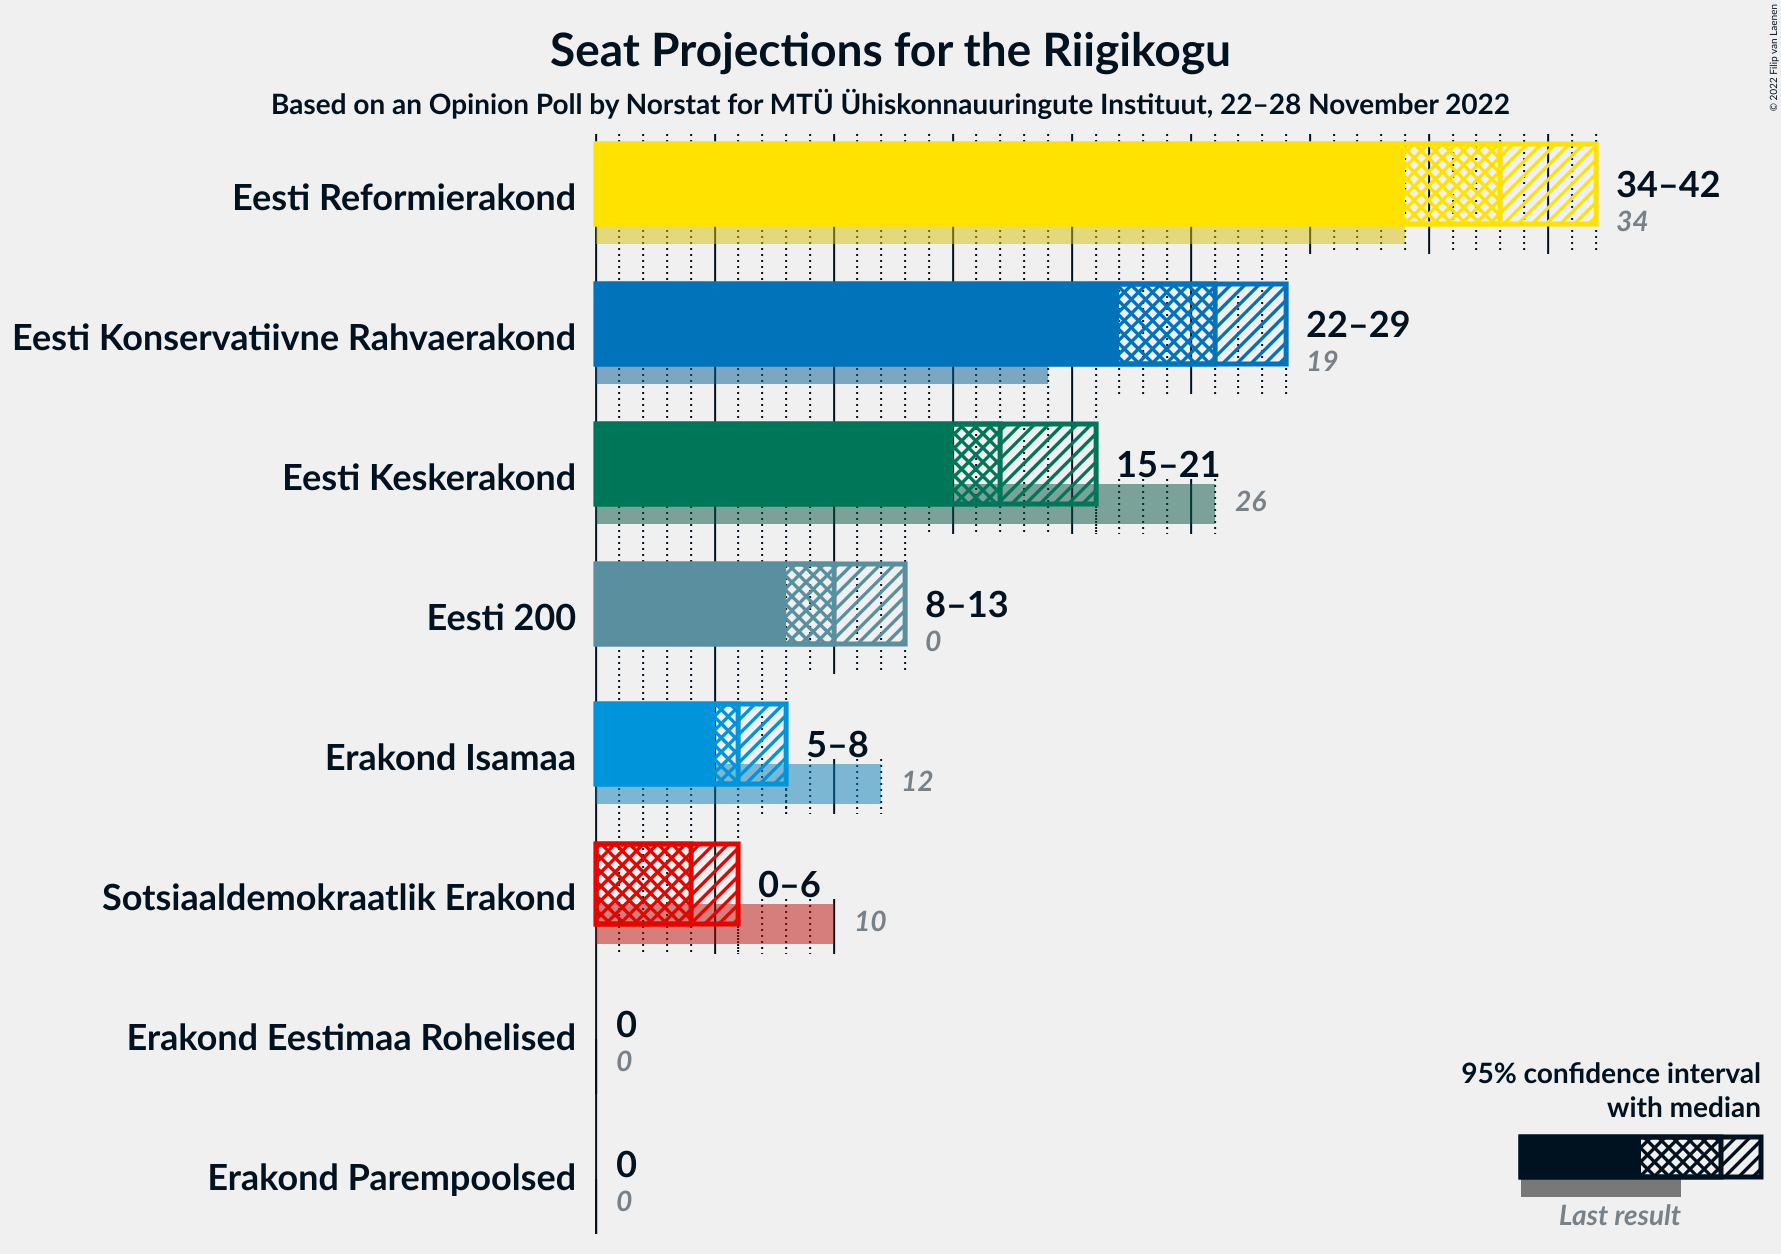 Seat Projections for the Riigikogu
Based on an Opinion Poll by Norstat for MTÜ Ühiskonnauuringute Instituut, 22–28 November 2022
© 2022 Filip van Laenen
Eesti Reformierakond
34–42
34
Eesti Konservatiivne Rahvaerakond
22–29
19
Eesti Keskerakond
15–21
26
Eesti 200
8–13
0
Erakond Isamaa
5–8
12
Sotsiaaldemokraatlik Erakond
0–6
10
Erakond Eestimaa Rohelised
0
0
Erakond Parempoolsed
0
0
95% confidence interval
with median
Last result